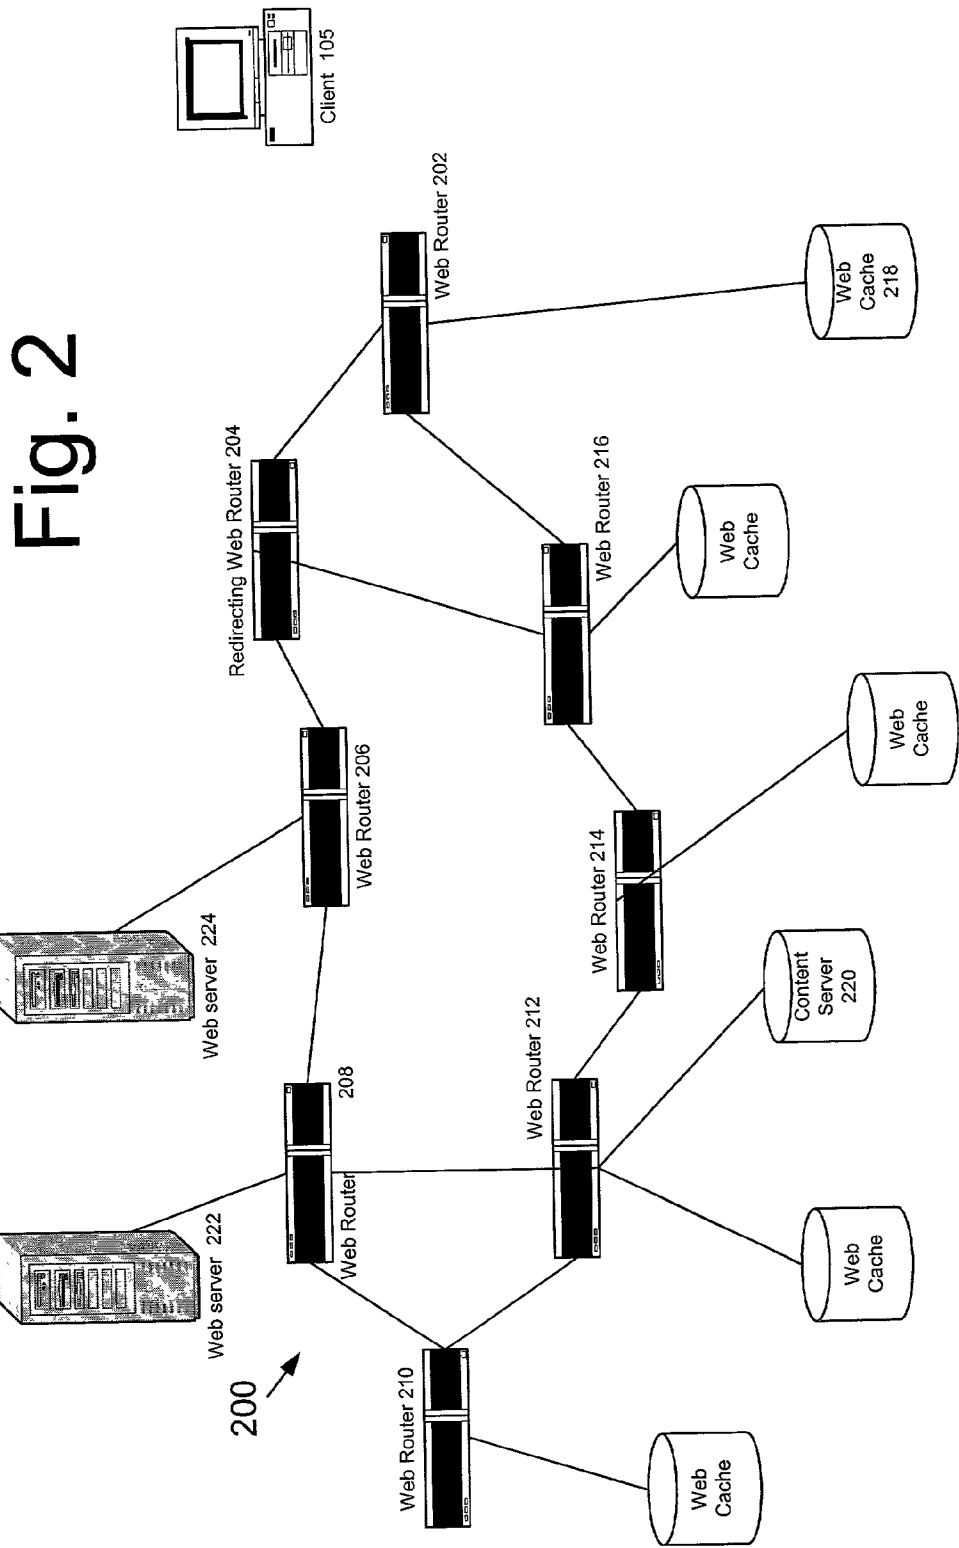 Fig. 2
Client 105
Web Router 202
Redirecting Web Router 204
Web Router 216
Web
Cache
218
Web
Cache
Web Router 206
Web Router 214
Web
Cache
Web server 224
Web Router 212
Content
Server
220
208
Web Router
Web server 222
Web
Cache
200
Web Router 210
Web
Cache